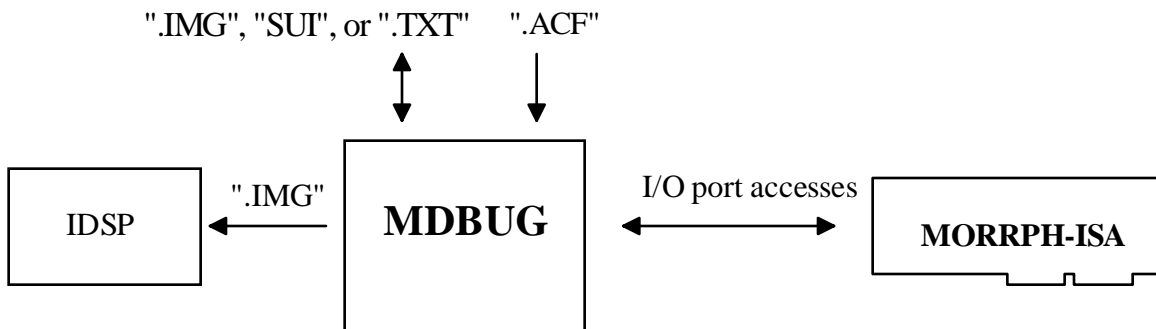 ".IMG", "SUI", or ".TXT" ".ACF"
".IMG"
I/O port accesses
IDSP
MDBUG
MORRPH-ISA